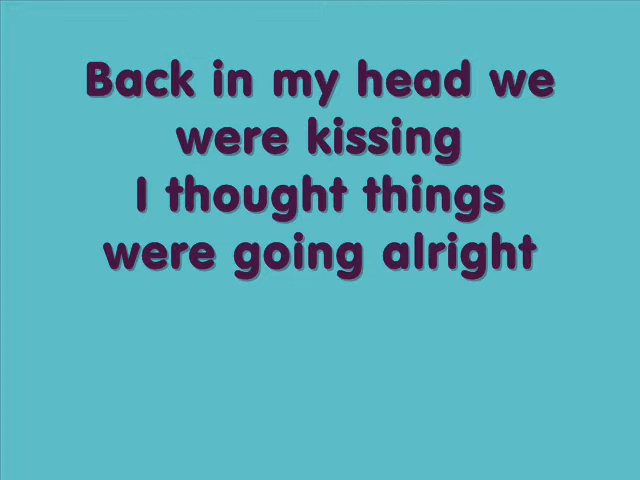 Back in my head we
were kissing
I thought things
were going alright